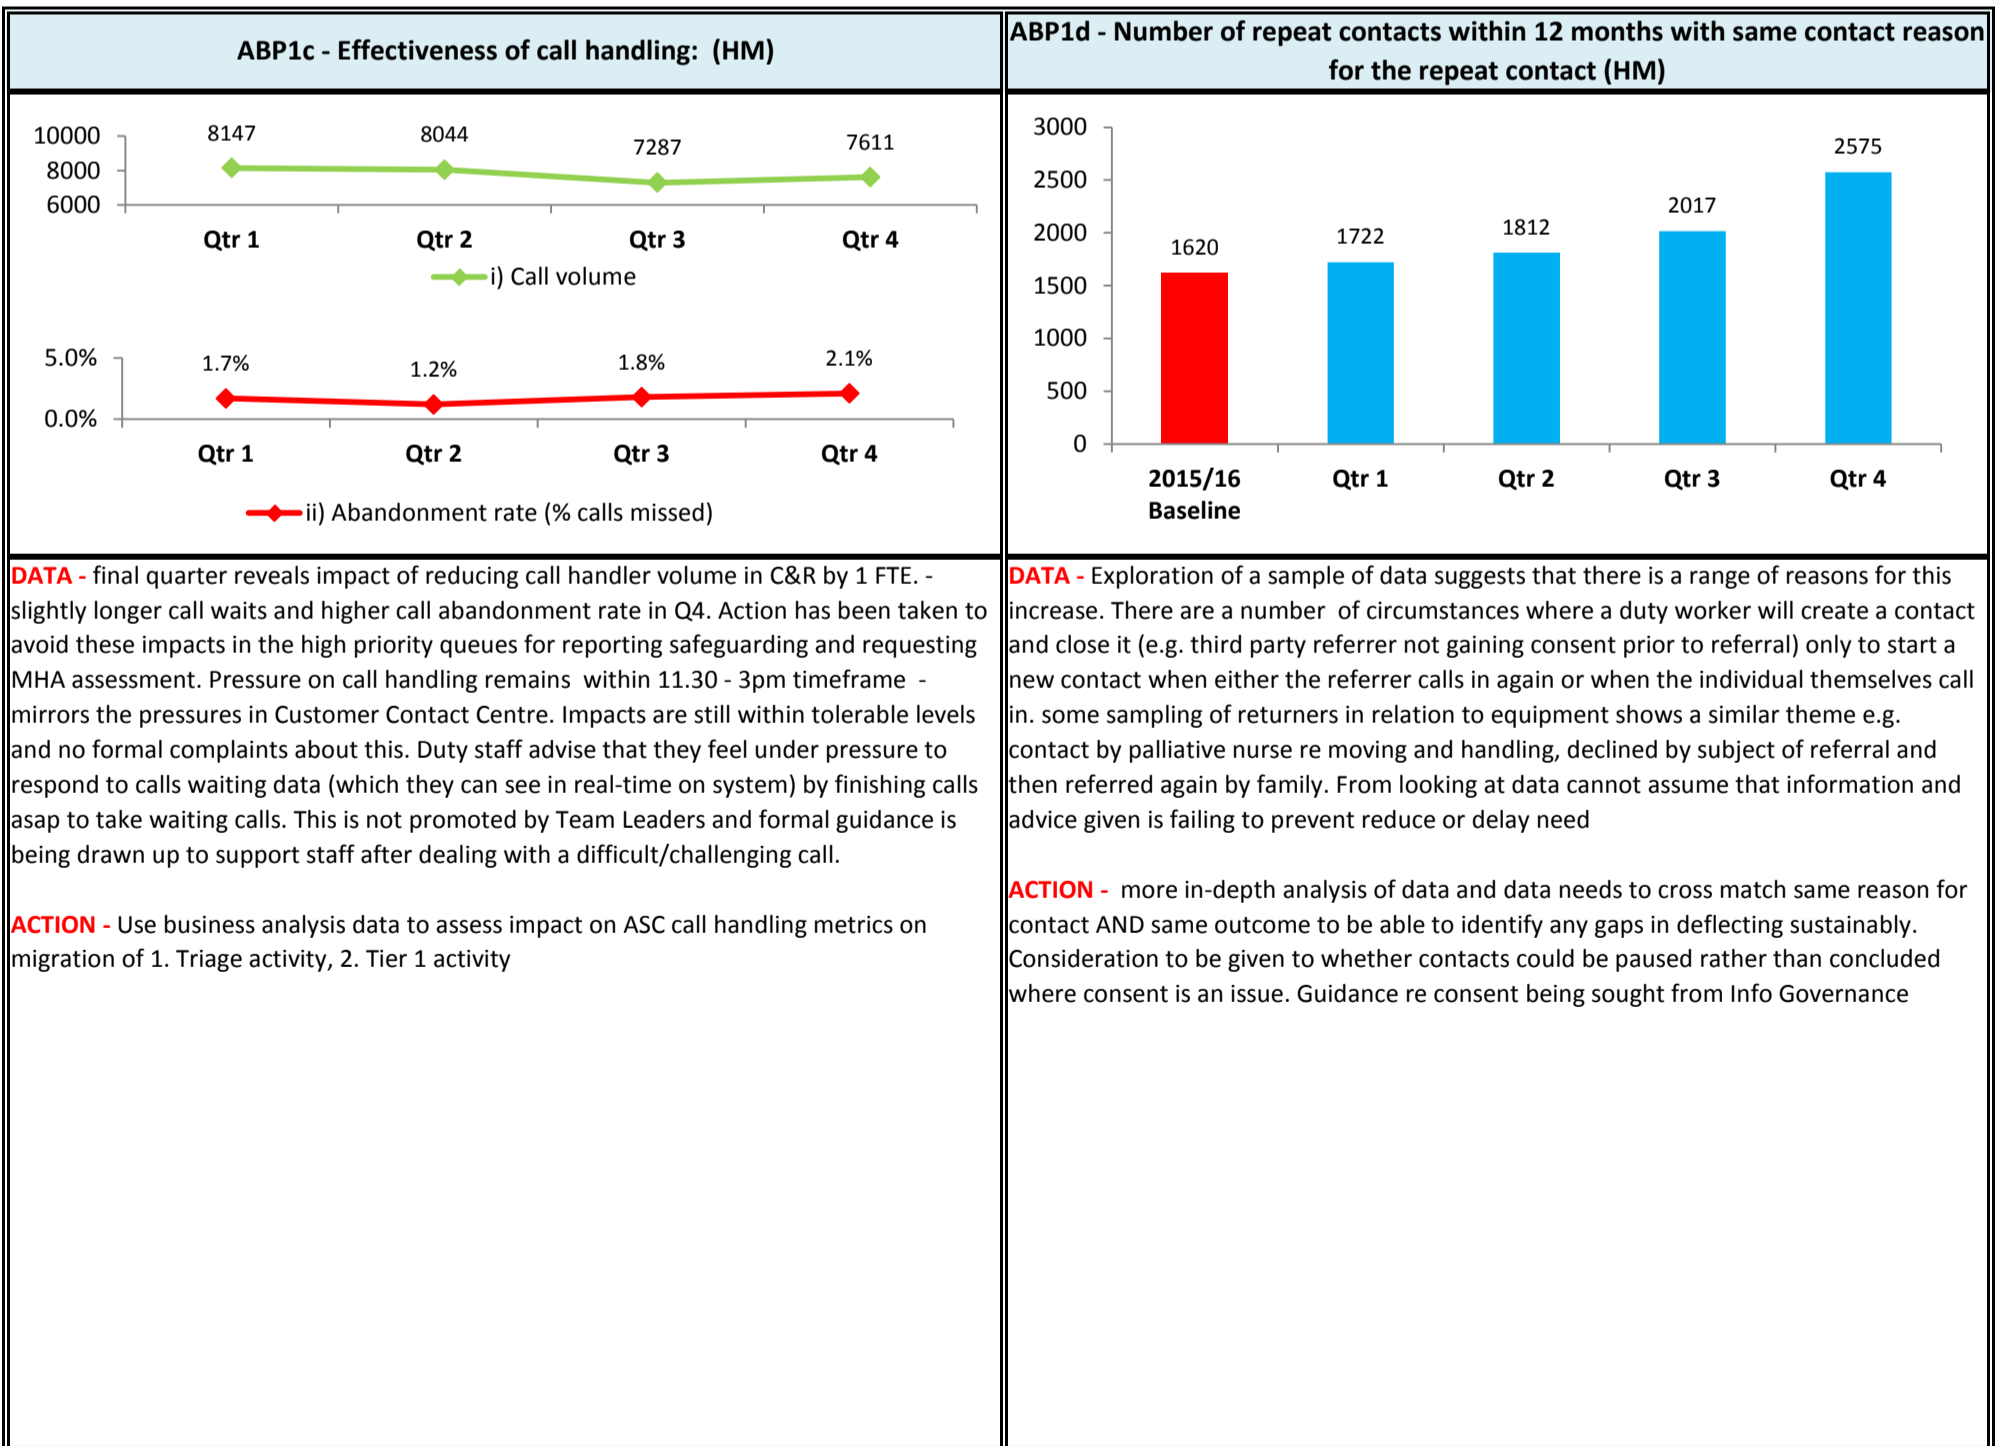 ABP1c - Effectiveness of call handling:  (HM)
10000
8000
6000
8147
8044
7287
7611
Qtr 1
Qtr 2
Qtr 3
Qtr 4
i) Call volume
5.0%
0.0%
1.7%
1.2%
1.8%
2.1%
Qtr 1
Qtr 2
Qtr 3
Qtr 4
ii) Abandonment rate (% calls missed)
DATA - final quarter reveals impact of reducing call handler volume in C&R by 1 FTE. -
slightly longer call waits and higher call abandonment rate in Q4. Action has been taken to
avoid these impacts in the high priority queues for reporting safeguarding and requesting
MHA assessment. Pressure on call handling remains  within 11.30 - 3pm timeframe  -
mirrors the pressures in Customer Contact Centre. Impacts are still within tolerable levels
and no formal complaints about this. Duty staff advise that they feel under pressure to
respond to calls waiting data (which they can see in real-time on system) by finishing calls
asap to take waiting calls. This is not promoted by Team Leaders and formal guidance is
being drawn up to support staff after dealing with a difficult/challenging call.
ACTION - Use business analysis data to assess impact on ASC call handling metrics on
migration of 1. Triage activity, 2. Tier 1 activity
ABP1d - Number of repeat contacts within 12 months with same contact reason
for the repeat contact (HM)
3000
2500
2000
1500
1000
500
0
1620
1722
1812
2017
2575
2015/16
Baseline
Qtr 1
Qtr 2
Qtr 3
Qtr 4
DATA - Exploration of a sample of data suggests that there is a range of reasons for this
increase. There are a number  of circumstances where a duty worker will create a contact
and close it (e.g. third party referrer not gaining consent prior to referral) only to start a
new contact when either the referrer calls in again or when the individual themselves call
in. some sampling of returners in relation to equipment shows a similar theme e.g.
contact by palliative nurse re moving and handling, declined by subject of referral and
then referred again by family. From looking at data cannot assume that information and
advice given is failing to prevent reduce or delay need
ACTION -  more in-depth analysis of data and data needs to cross match same reason for
contact AND same outcome to be able to identify any gaps in deflecting sustainably.
Consideration to be given to whether contacts could be paused rather than concluded
where consent is an issue. Guidance re consent being sought from Info Governance